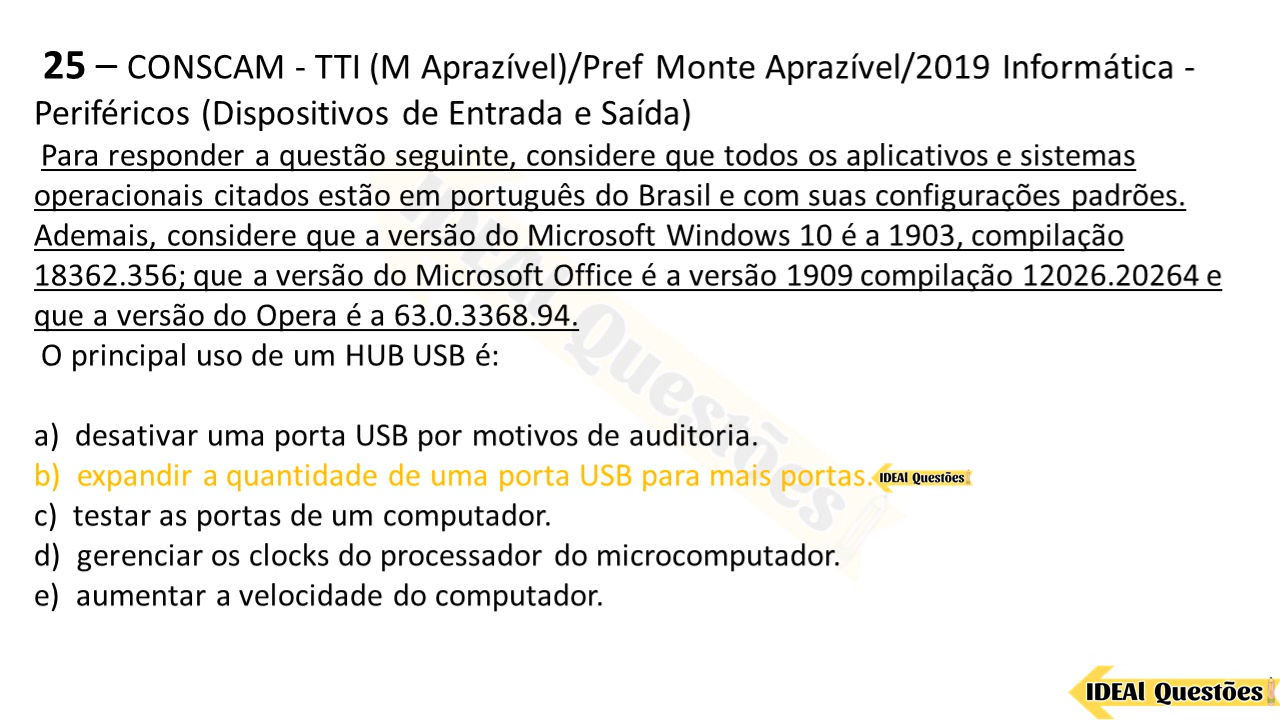 25 – CONSCAM - TTI (M Aprazível)/Pref Monte Aprazível/2019 Informática -
Periféricos (Dispositivos de Entrada e Saída)
Para responder a questão seguinte, considere que todos os aplicativos e sistemas
operacionais citados estão em português do Brasil e com suas configurações padrões.
Ademais, considere que a versão do Microsoft Windows 10 é a 1903, compilação
18362.356; que a versão do Microsoft Office é a versão 1909 compilação 12026.20264 e
que a versão do Opera é a 63.0.3368.94.
O principal uso de um HUB USB é:
a) desativar uma porta USB por motivos de auditoria.
b) expandir a quantidade de uma porta USB para mais portas. IDEAl Questões
c) testar as portas de um computador.
d) gerenciar os clocks do processador do microcomputador.
e) aumentar a velocidade do computador.
IDEAl Questões
IDEAl Questões